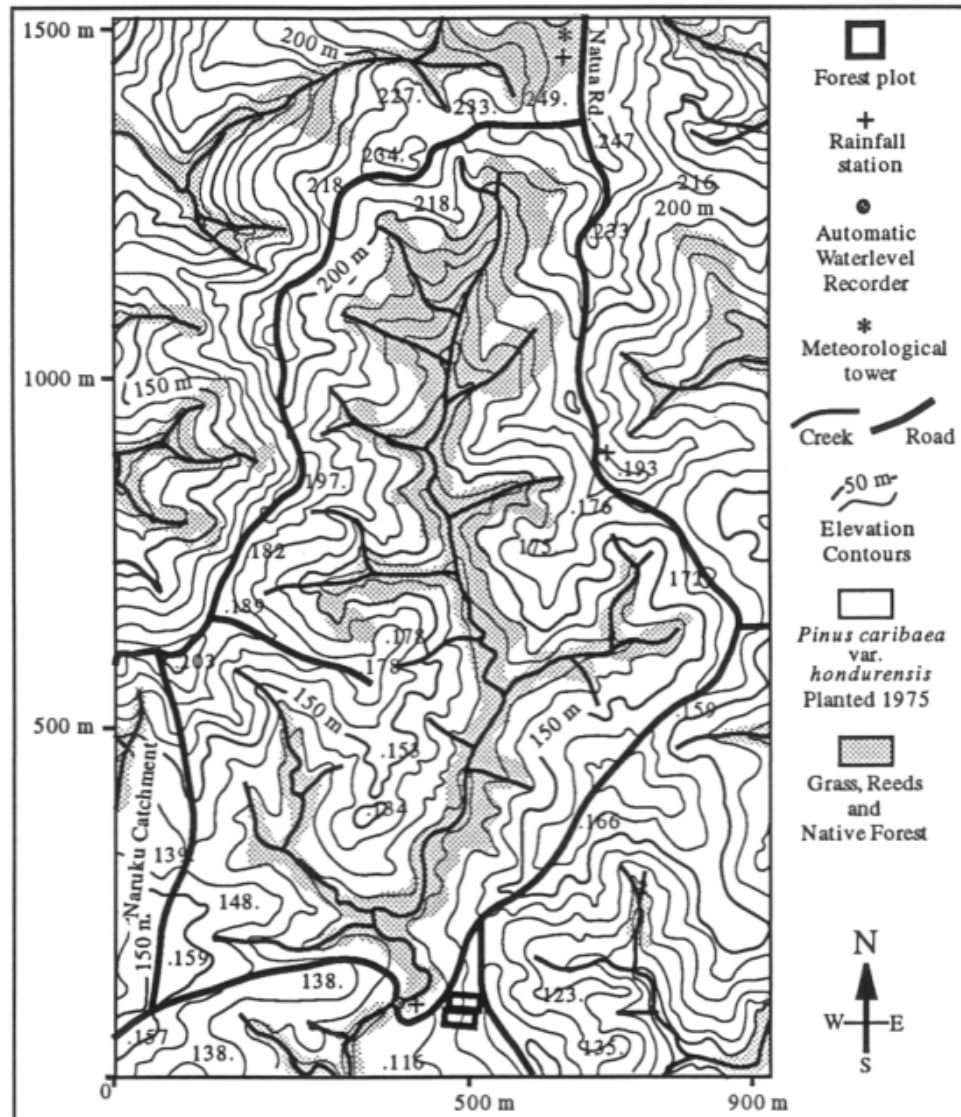 1500 m
200 m
Natua Rd.
227.
233.
249.
.247
234.
218
218.
216
200 m
.233
200 m
1000 m
150 m
.193
197.
.176
175
182
172
.189
.178
178
.203
150 m
150 m
.159
500 m
.153
.134
.166
139.
Naruku Catchment
148.
150 n.
.159
138.
123.
.157
138.
.116
135.
0
500 m
900 m
Forest plot
+
Rainfall
station
Automatic
Waterlevel
Recorder
*
Meteorological
tower
Creek Road
50 m
Elevation
Contours
Pinus caribaea
var.
hondurensis
Planted 1975
Grass, Reeds
and
Native Forest
N
W E
S